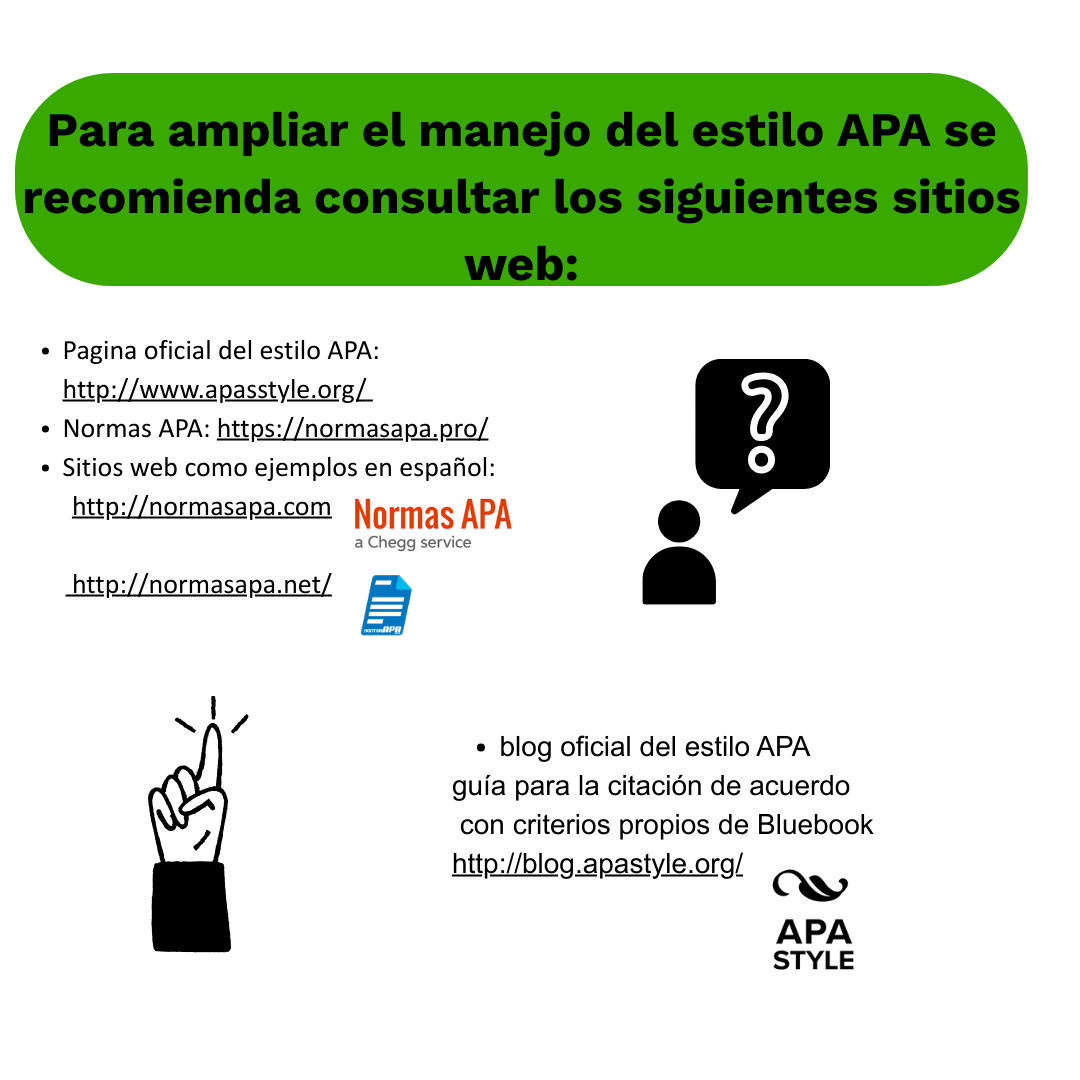 Para ampliar el manejo del estilo APA se
recomienda consultar los siguientes sitios
web:
• Pagina oficial del estilo APA:
http://www.apasstyle.org/
• Normas APA: https://normasapa.pro/
• Sitios web como ejemplos en español:
http://normasapa.com
Normas APA
a Chegg service
http://normasapa.net/
normasAPA
• blog oficial del estilo APA
guía para la citación de acuerdo
con criterios propios de Bluebook
http://blog.apastyle.org/
APA
STYLE